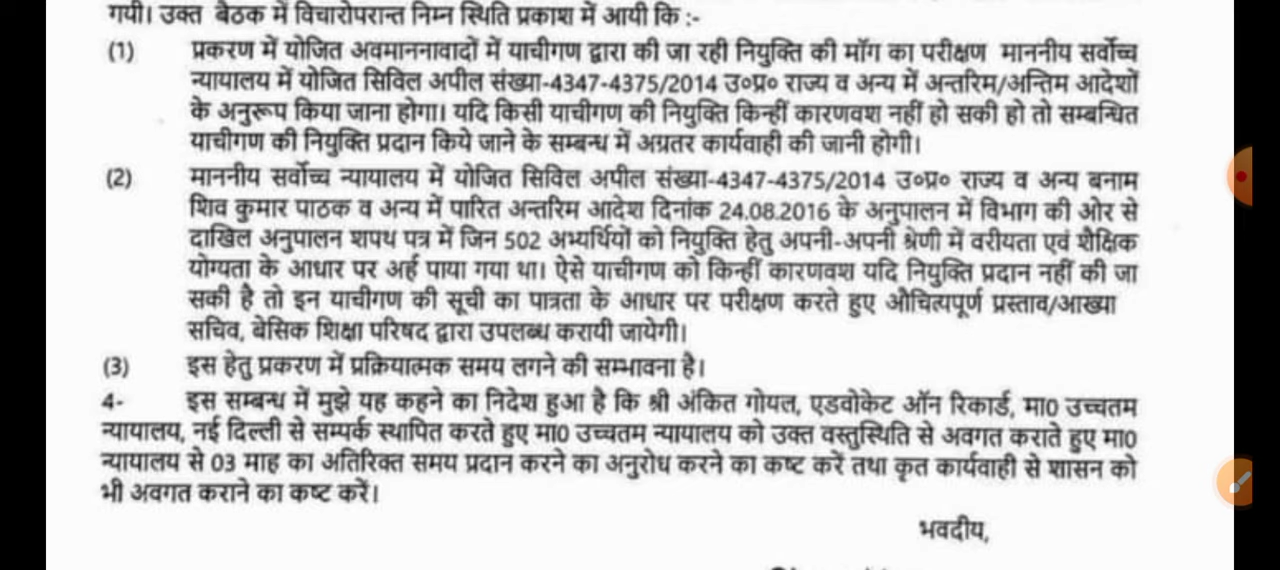 गयी। उक्त बैठक में विचारोपरान्त निम्न स्थिति प्रकाश में आयी कि :-
(1) प्रकरण में योजित अवमाननावादों में याचीगण द्वारा की जा रही नियुक्ति की मॉग का परीक्षण माननीय सर्वोच्च
न्यायालय में योजित सिविल अपील संख्या-4347-4375/2014 उ०प्र० राज्य व अन्य में अन्तरिम/अन्तिम आदेशों
के अनुरूप किया जाना होगा। यदि किसी याचीगण की नियुक्ति किन्हीं कारणवश नहीं हो सकी हो तो सम्बन्धित
याचीगण की नियुक्ति प्रदान किये जाने के सम्बन्ध में अग्रतर कार्यवाही की जानी होगी।
(2) माननीय सर्वोच्च न्यायालय में योजित सिविल अपील संख्या-4347-4375/2014 उ०प्र० राज्य व अन्य बनाम
शिव कुमार पाठक व अन्य में पारित अन्तरिम आदेश दिनांक 24.08.2016 के अनुपालन में विभाग की ओर से
दाखिल अनुपालन शपथ पत्र में जिन 502 अभ्यर्थियों को नियुक्ति हेतु अपनी-अपनी श्रेणी में वरीयता एवं शैक्षिक
योग्यता के आधार पर अर्ह पाया गया था। ऐसे याचीगण को किन्हीं कारणवश यदि नियुक्ति प्रदान नहीं की जा
सकी है तो इन याचीगण की सूची का पात्रता के आधार पर परीक्षण करते हुए औचित्यपूर्ण प्रस्ताव/आख्या
सचिव, बेसिक शिक्षा परिषद द्वारा उपलब्ध करायी जायेगी।
(3) इस हेतु प्रकरण में प्रक्रियात्मक समय लगने की सम्भावना है।
4- इस सम्बन्ध में मुझे यह कहने का निदेश हुआ है कि श्री अंकित गोयल, एडवोकेट ऑन रिकार्ड, मा0 उच्चतम
न्यायालय, नई दिल्ली से सम्पर्क स्थापित करते हुए मा0 उच्चतम न्यायालय को उक्त वस्तुस्थिति से अवगत कराते हुए मा0
न्यायालय से 03 माह का अतिरिक्त समय प्रदान करने का अनुरोध करने का कष्ट करें तथा कृत कार्यवाही से शासन को
भी अवगत कराने का कष्ट करें।
भवदीय,